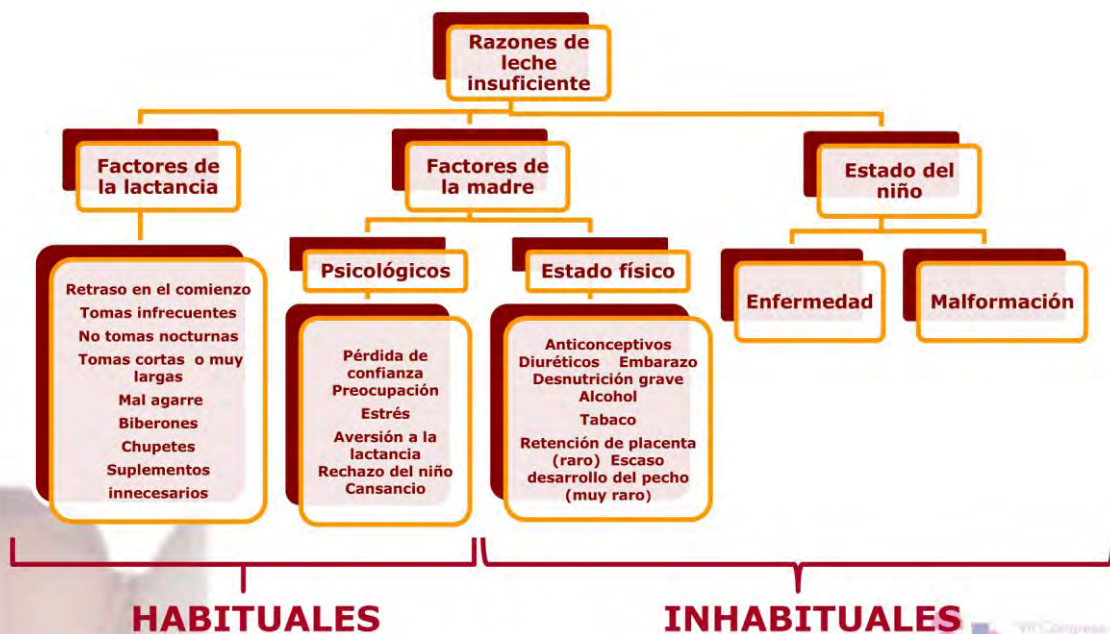 Razones de
leche
insuficiente
Factores de
la lactancia
Factores de
la madre
Estado del
niño
Psicológicos
Estado físico
Enfermedad
Malformación
Retraso en el comienzo
Tomas infrecuentes
No tomas nocturnas
Tomas cortas o muy
largas
Mal agarre
Biberones
Chupetes
Suplementos
innecesarios
Pérdida de
confianza
Preocupación
Estrés
Aversión a la
lactancia
Rechazo del niño
Cansancio
Anticonceptivos
Diuréticos Embarazo
Desnutrición grave
Alcohol
Tabaco
Retención de placenta
(raro) Escaso
desarrollo del pecho
(muy raro)
HABITUALES
INHABITUALES